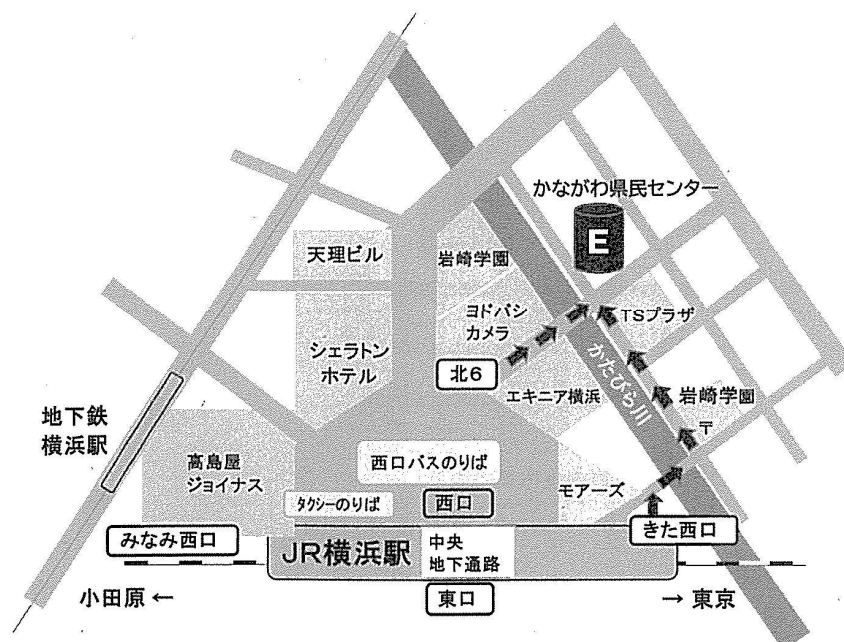 かながわ県民センター
E
天理ビル
岩崎学園
ヨドバシ
カメラ
TSプラザ
シェラトン
ホテル
北6
エキニア横浜
かたびら川
岩崎学園
〒
地下鉄
横浜駅
高島屋
ジョイナス
西口バスのりば
タクシーのりば
西口
モアーズ
みなみ西口
きた西口
JR横浜駅
中央
地下通路
小田原 ←
東口
→ 東京